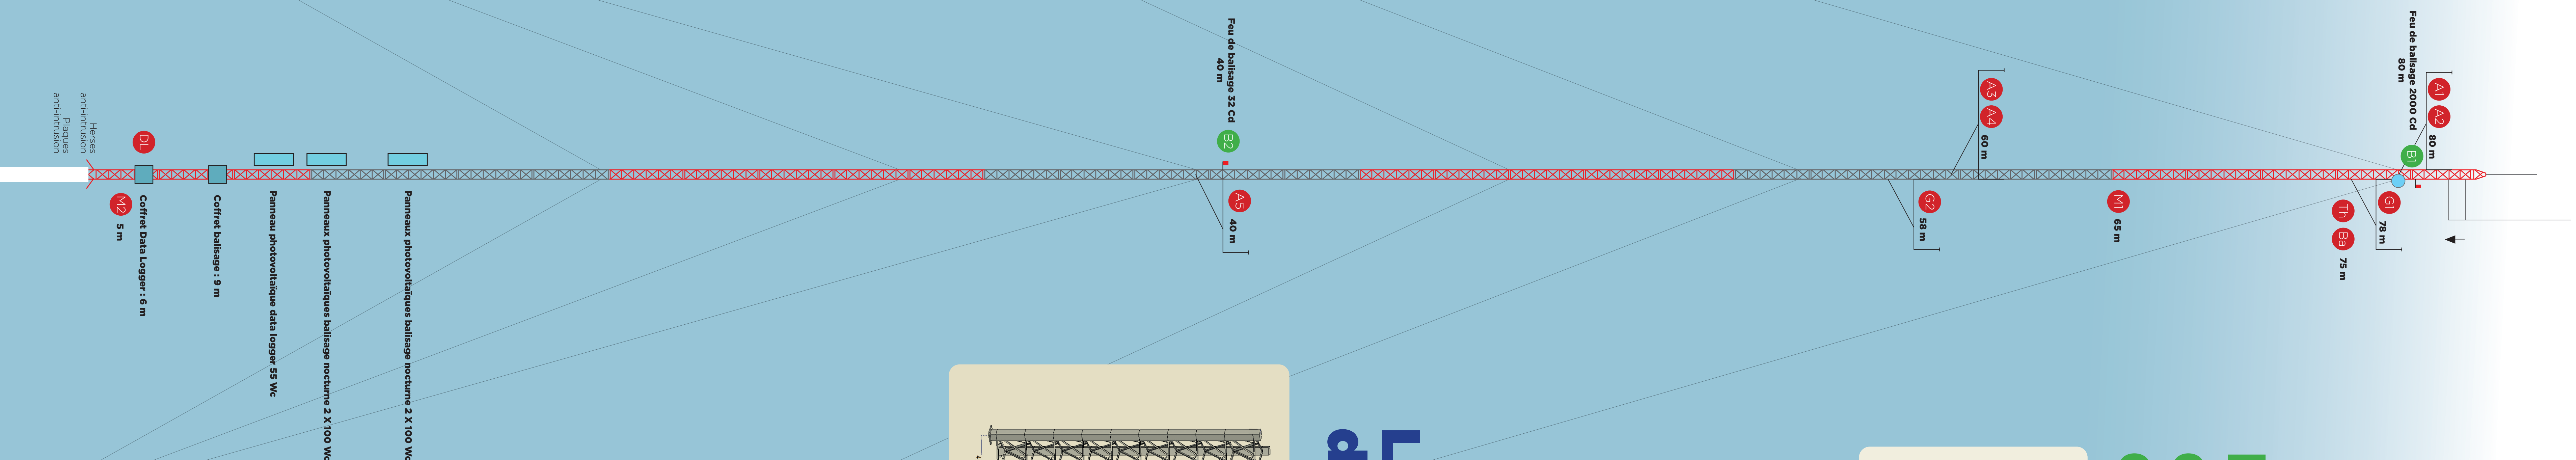 Feu de balisage 2000 Cd
80 m
B1
A1 A2
80 m
G1
78 m
Th Ba
75 m
M1
65 m
A3 A4
60 m
G2
58 m
Feu de balisage 32 Cd
40 m
B2
A5
40 m
Panneaux photovoltaïques balisage nocturne 2 X 100 Wc
Panneaux photovoltaïques balisage nocturne 2 X 100 Wc
Panneau photovoltaïque data logger 55 Wc
Coffret balisage : 9 m
DL
Coffret Data Logger : 6 m
M2
5 m
Herses
anti-intrusion
Plaques
anti-intrusion